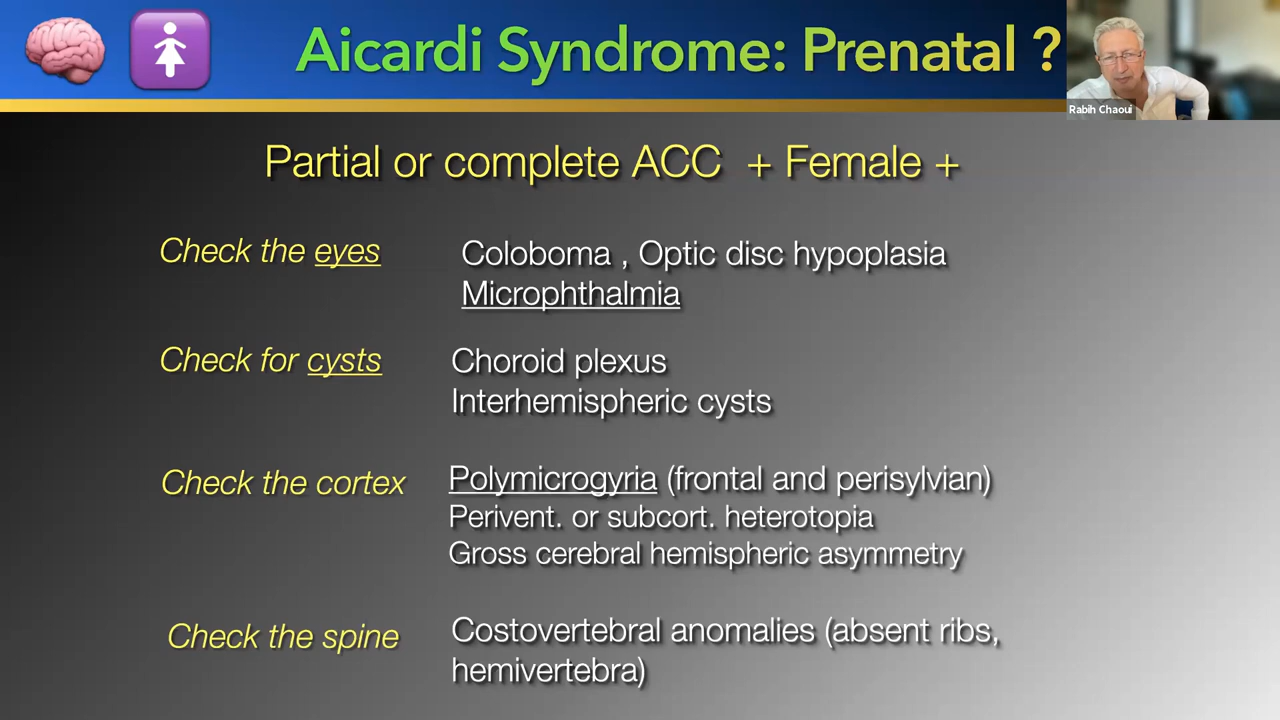 Aicardi Syndrome: Prenatal ?
Rabih Chaoui
Partial or complete ACC + Female +
Check the eyes
Coloboma , Optic disc hypoplasia
Microphthalmia
Check for cysts
Choroid plexus
Interhemispheric cysts
Check the cortex
Polymicrogyria (frontal and perisylvian)
Perivent. or subcort. heterotopia
Gross cerebral hemispheric asymmetry
Check the spine
Costovertebral anomalies (absent ribs,
hemivertebra)